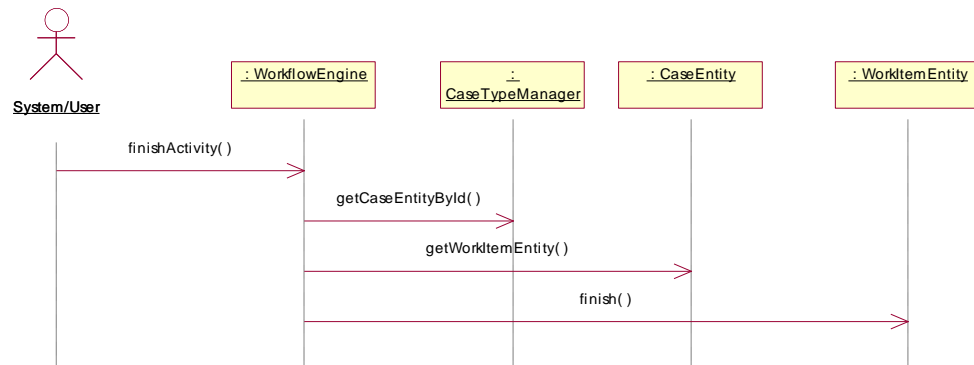 System/User
: WorkflowEngine
:
CaseTypeManager
: CaseEntity
: WorkItemEntity
finishActivity( )
getCaseEntityById( )
getWorkItemEntity( )
finish( )